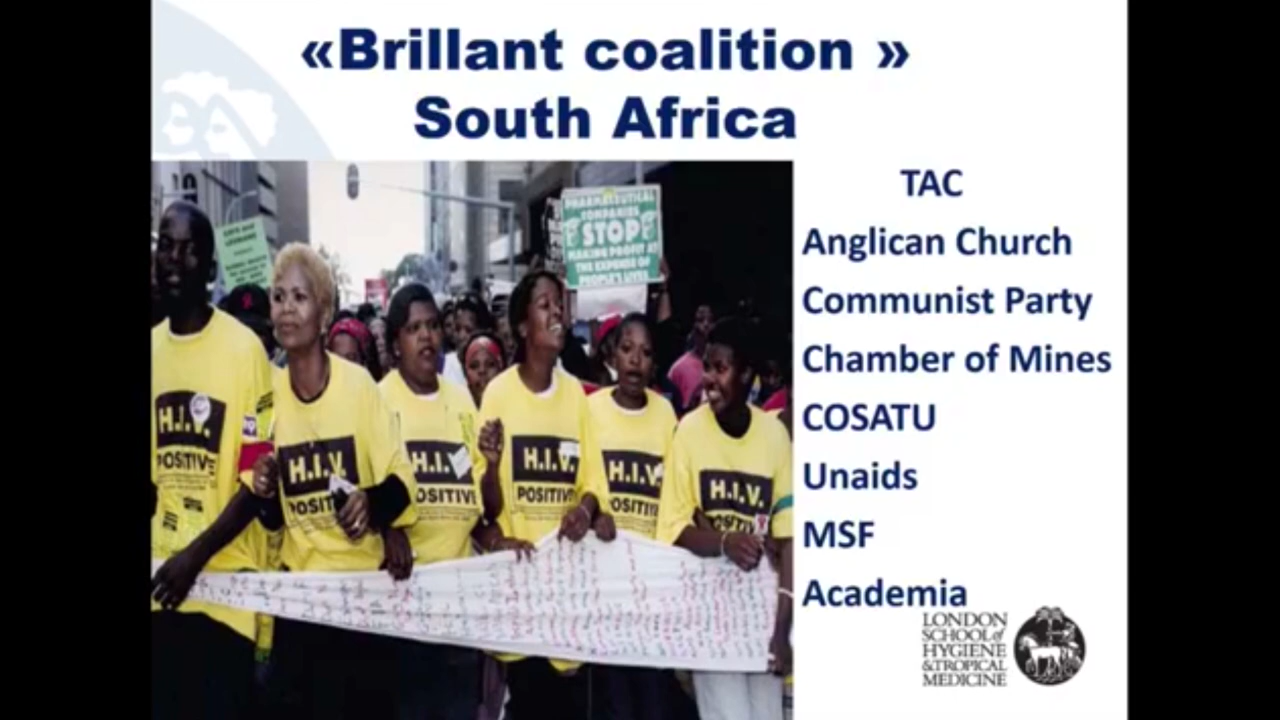 «Brillant coalition »
South Africa
TAC
Anglican Church
Communist Party
Chamber of Mines
COSATU
Unaids
MSF
Academia
PHARMACEUTICAL
COMPANIES
STOP
MAKING PROFIT AT
THE EXPENSE OF
PEOPLE'S LIVES
H.I.V.
POSITIVE
H.I.V.
POSITIVE
H.I.V.
POSITIVE
H.I.V.
POSITIVE
H.I.V.
POSITIVE
H.I.V.
POSITIVE
LONDON
SCHOOL of
HYGIENE
& TROPICAL
MEDICINE